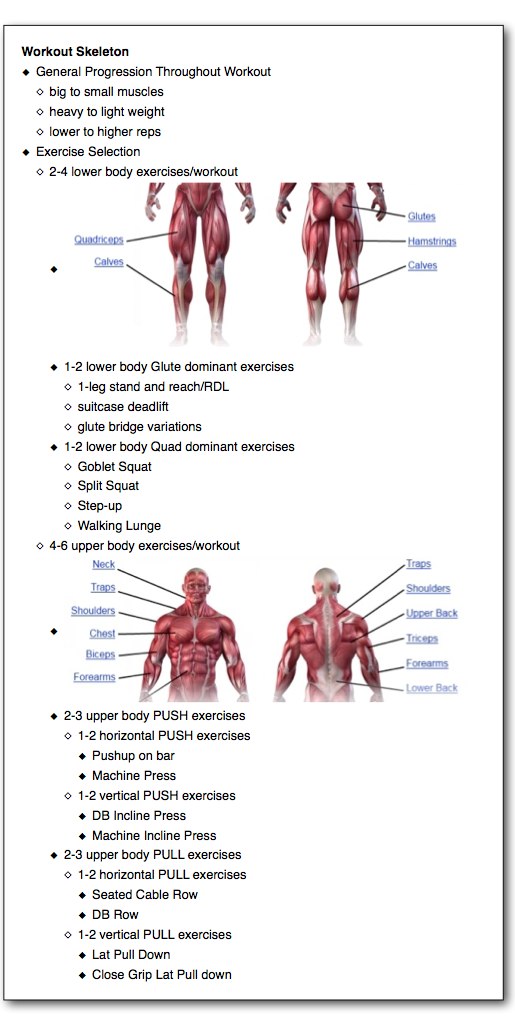 Workout Skeleton
General Progression Throughout Workout
big to small muscles
heavy to light weight
lower to higher reps
Exercise Selection
2-4 lower body exercises/workout
Quadriceps
Calves
Glutes
Hamstrings
Calves
1-2 lower body Glute dominant exercises
1-leg stand and reach/RDL
suitcase deadlift
glute bridge variations
1-2 lower body Quad dominant exercises
Goblet Squat
Split Squat
Step-up
Walking Lunge
4-6 upper body exercises/workout
Neck
Traps
Shoulders
Chest
Biceps
Forearms
Traps
Shoulders
Upper Back
Triceps
Forearms
Lower Back
2-3 upper body PUSH exercises
1-2 horizontal PUSH exercises
Pushup on bar
Machine Press
1-2 vertical PUSH exercises
DB Incline Press
Machine Incline Press
2-3 upper body PULL exercises
1-2 horizontal PULL exercises
Seated Cable Row
DB Row
1-2 vertical PULL exercises
Lat Pull Down
Close Grip Lat Pull down